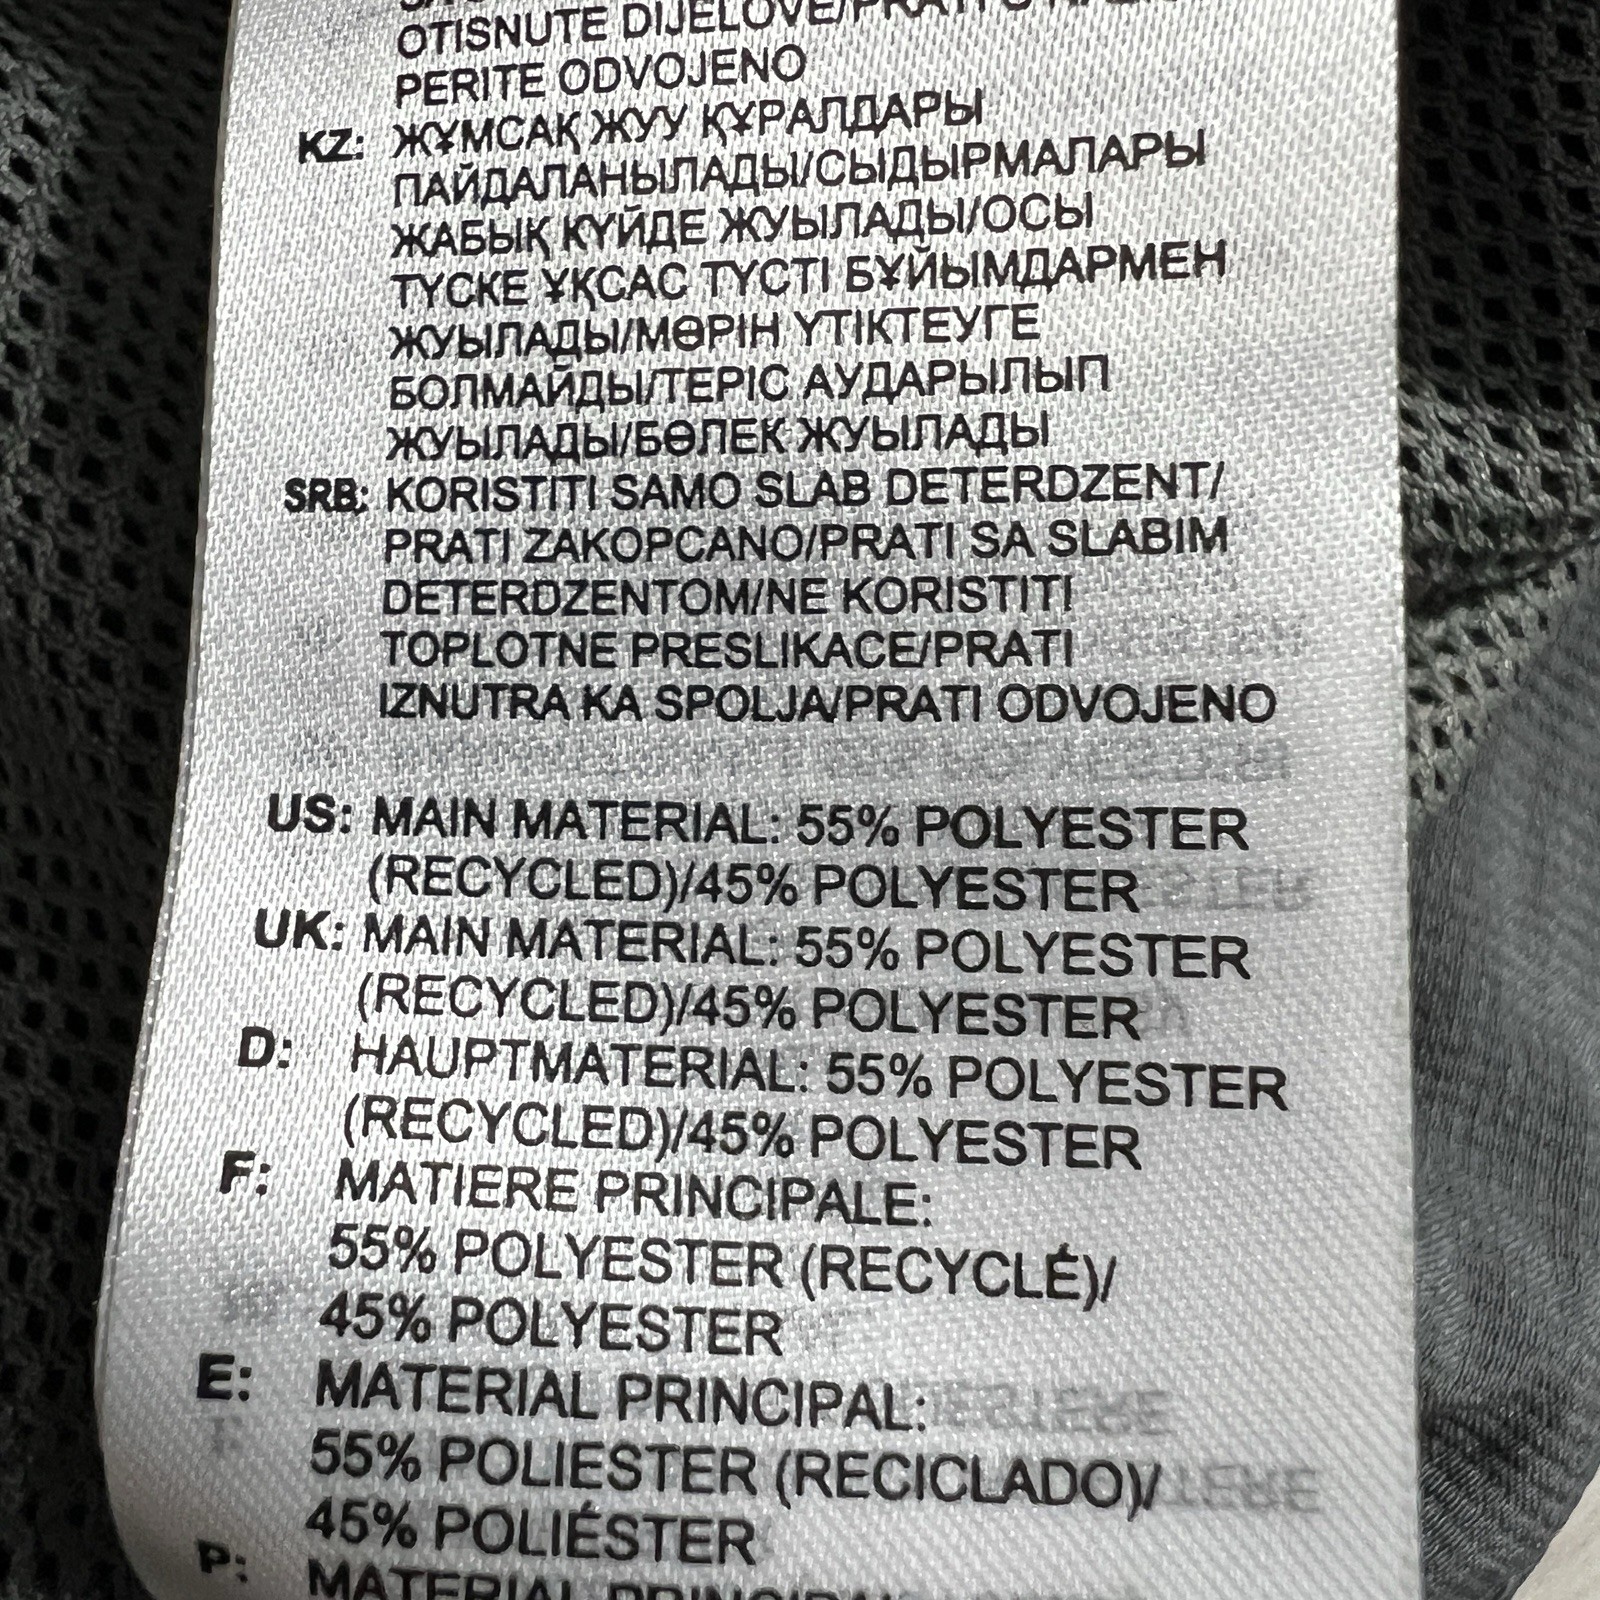 OTISNUTE DIJELOVE/PRATI
PERITE ODVOJENO
KZ: ЖҰМСАҚ ЖУУ ҚҰРАЛДАРЫ
ПАЙДАЛАНЫЛАДЫ/СЫДЫРМАЛАРЫ
ЖАБЫҚ КҮЙДЕ ЖУЫЛАДЫ/ОСЫ
ТҮСКЕ ҰҚСАС ТҮСТІ БҰЙЫМДАРМЕН
ЖУЫЛАДЫ/МӨРІН ҮТІКТЕУГЕ
БОЛМАЙДЫ/ТЕРІС АУДАРЫЛЫП
ЖУЫЛАДЫ/БӨЛЕК ЖУЫЛАДЫ
SRB: KORISTITI SAMO SLAB DETERDZENT/
PRATI ZAKOPCANO/PRATI SA SLABIM
DETERDZENTOM/NE KORISTITI
TOPLOTNE PRESLIKACE/PRATI
IZNUTRA KA SPOLJA/PRATI ODVOJENO
US: MAIN MATERIAL: 55% POLYESTER
(RECYCLED)/45% POLYESTER
UK: MAIN MATERIAL: 55% POLYESTER
(RECYCLED)/45% POLYESTER
D: HAUPTMATERIAL: 55% POLYESTER
(RECYCLED)/45% POLYESTER
F: MATIERE PRINCIPALE:
55% POLYESTER (RECYCLÉ)/
45% POLYESTER
E: MATERIAL PRINCIPAL:
55% POLIESTER (RECICLADO)/
45% POLIÉSTER
P: MATERIAL PRINCIPAL